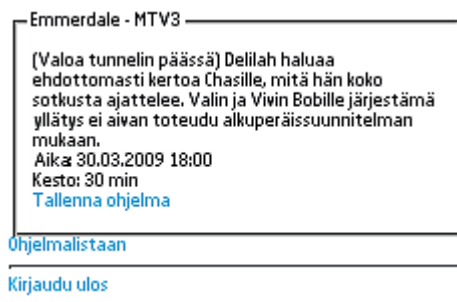 Emmerdale - MTV3
(Valoa tunnelin päässä) Delilah haluaa
ehdottomasti kertoa Chasille, mitä hän koko
sotkusta ajattelee. Valin ja Vivin Bobille järjestämä
yllätys ei aivan toteudu alkuperäissuunnitelman
mukaan.
Aika: 30.03.2009 18:00
Kesto: 30 min
Tallenna ohjelma
Ohjelmalistaan
Kirjaudu ulos